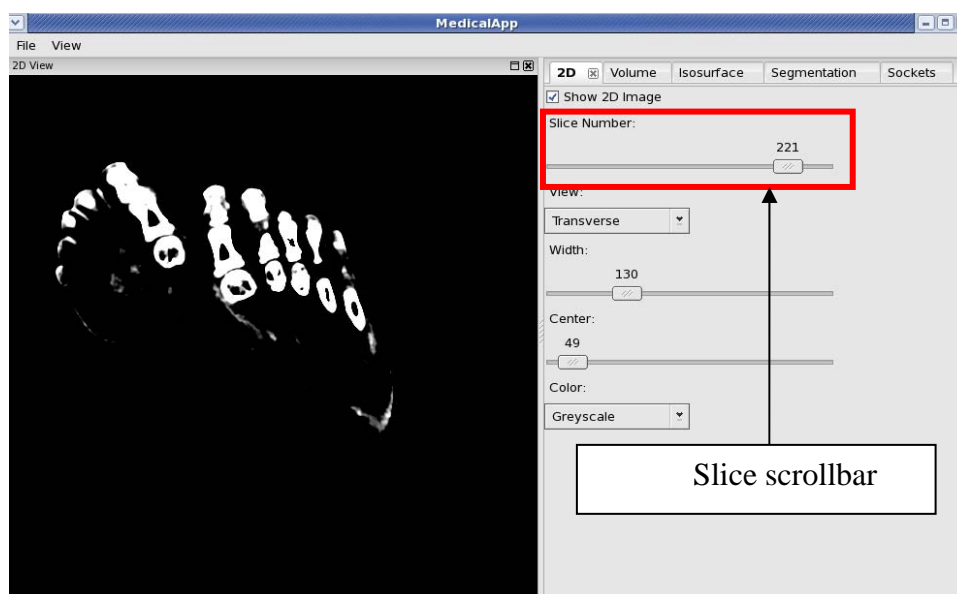 MedicalApp
File View
2D View
2D Volume Isosurface Segmentation Sockets
Show 2D Image
Slice Number:
221
View:
Transverse
Width:
130
Center:
49
Color:
Greyscale
Slice scrollbar